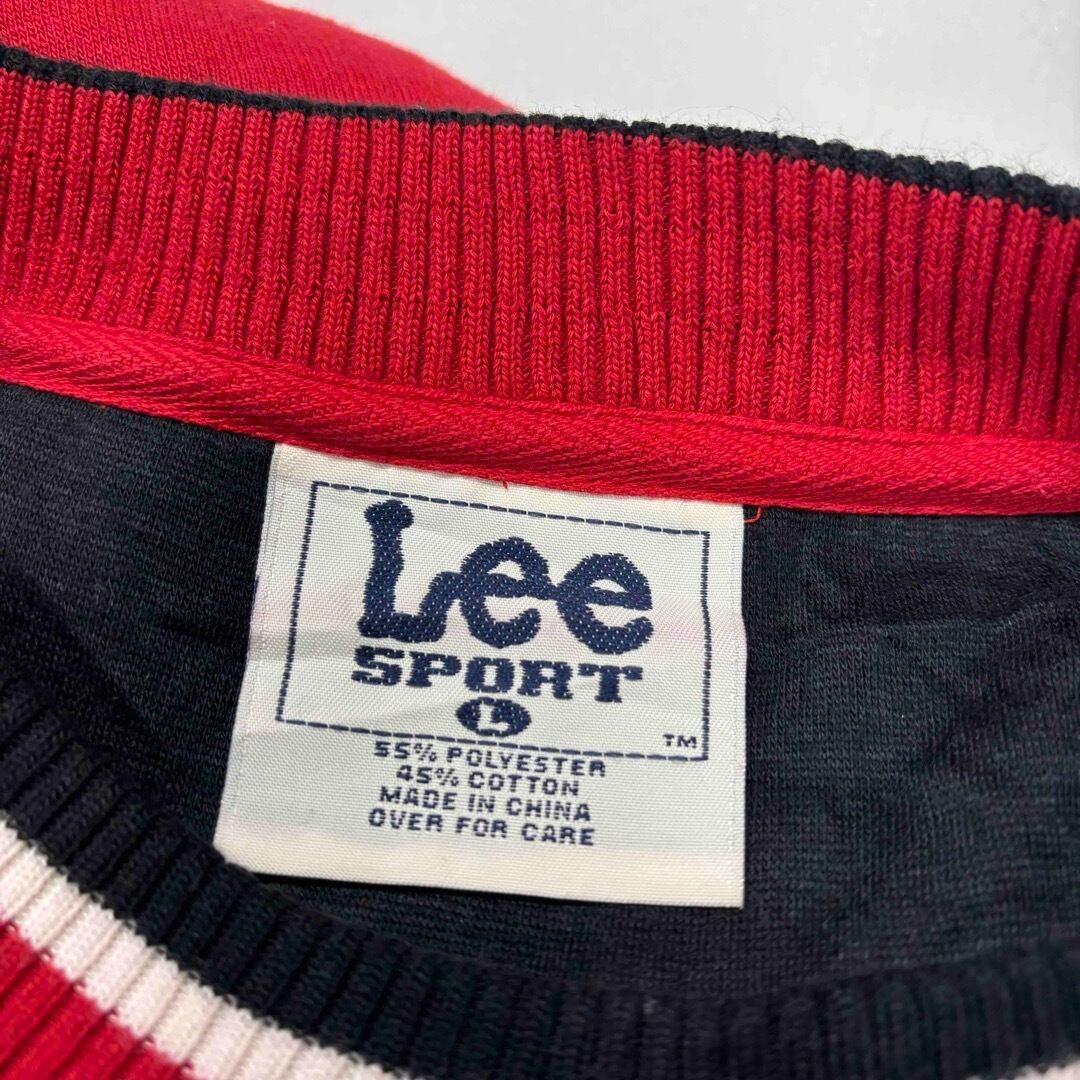 Lee
SPORT
L
TM
55% POLYESTER
45% COTTON
MADE IN CHINA
OVER FOR CARE